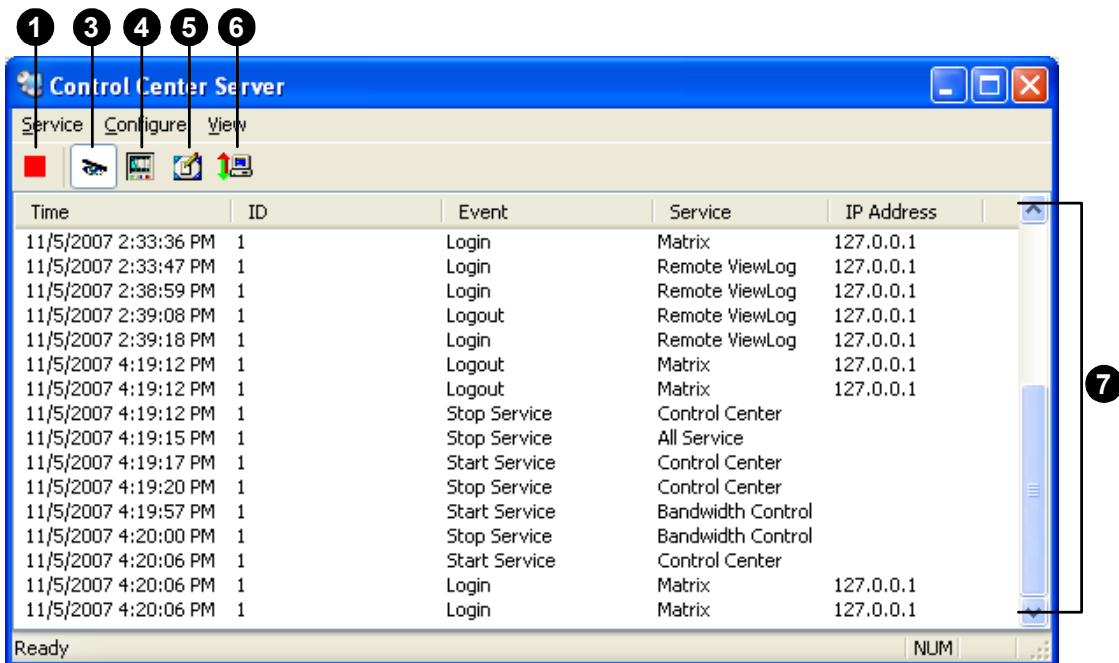 1 3 4 5 6
Control Center Server
Service Configure View
Time ID Event Service IP Address
11/5/2007 2:33:36 PM 1 Login Matrix 127.0.0.1
11/5/2007 2:33:47 PM 1 Login Remote ViewLog 127.0.0.1
11/5/2007 2:38:59 PM 1 Login Remote ViewLog 127.0.0.1
11/5/2007 2:39:08 PM 1 Logout Remote ViewLog 127.0.0.1
11/5/2007 2:39:18 PM 1 Login Remote ViewLog 127.0.0.1
11/5/2007 4:19:12 PM 1 Logout Matrix 127.0.0.1
11/5/2007 4:19:12 PM 1 Logout Matrix 127.0.0.1
7
11/5/2007 4:19:12 PM 1 Stop Service Control Center
11/5/2007 4:19:15 PM 1 Stop Service All Service
11/5/2007 4:19:17 PM 1 Start Service Control Center
11/5/2007 4:19:20 PM 1 Stop Service Control Center
11/5/2007 4:19:57 PM 1 Start Service Bandwidth Control
11/5/2007 4:20:00 PM 1 Stop Service Bandwidth Control
11/5/2007 4:20:06 PM 1 Start Service Control Center
11/5/2007 4:20:06 PM 1 Login Matrix 127.0.0.1
11/5/2007 4:20:06 PM 1 Login Matrix 127.0.0.1
Ready NUM